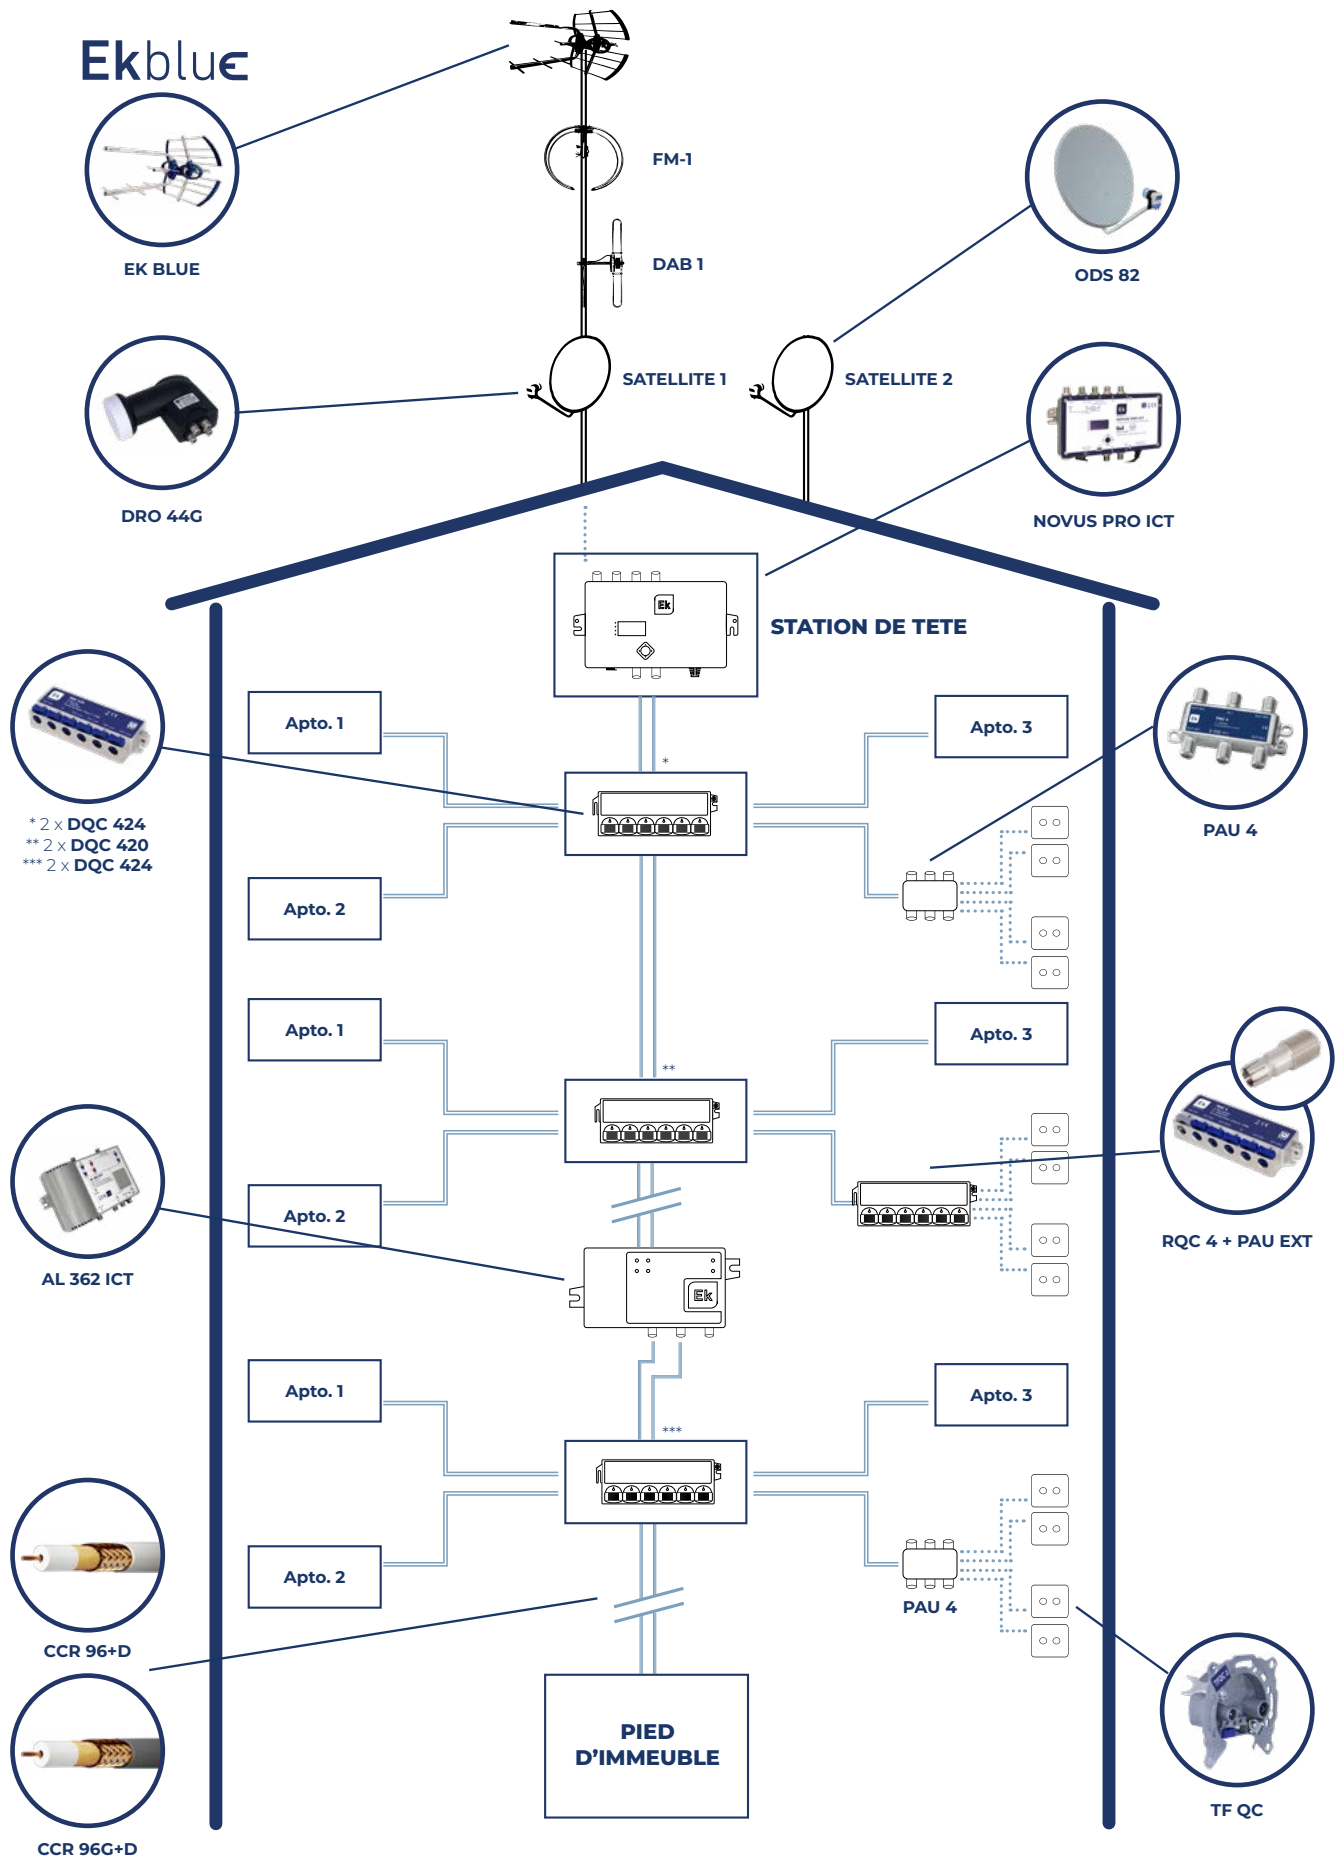 Ekblue
FM-1
EK BLUE
DAB 1
ODS 82
SATELLITE 1
SATELLITE 2
DRO 44G
NOVUS PRO ICT
Ek
STATION DE TETE
Apto. 1
Apto. 3
*
* 2 x DQC 424
** 2 x DQC 420
*** 2 x DQC 424
PAU 4
Apto. 2
Apto. 1
Apto. 3
**
Apto. 2
RQC 4 + PAU EXT
AL 362 ICT
Ek
Apto. 1
Apto. 3
***
Apto. 2
PAU 4
CCR 96+D
PIED
D'IMMEUBLE
TF QC
CCR 96G+D